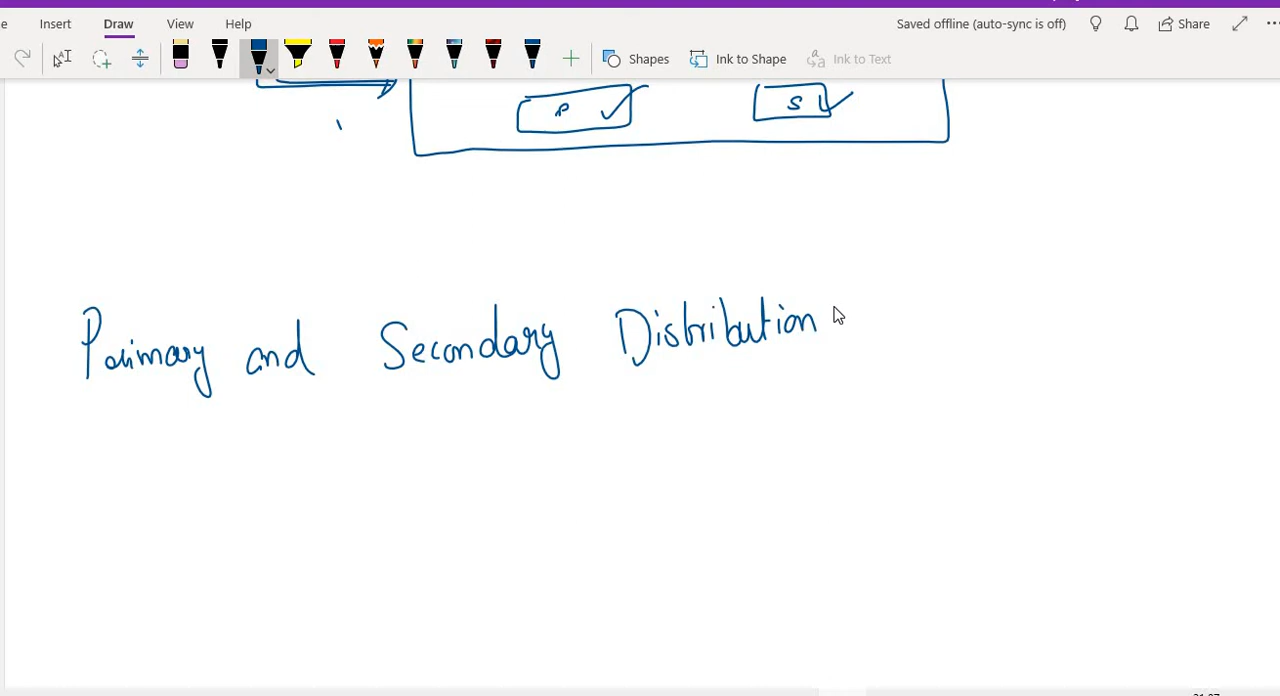 Insert Draw View Help Saved offline (auto-sync is off) Share
Shapes Ink to Shape Ink to Text
P S
Primary and Secondary Distribution